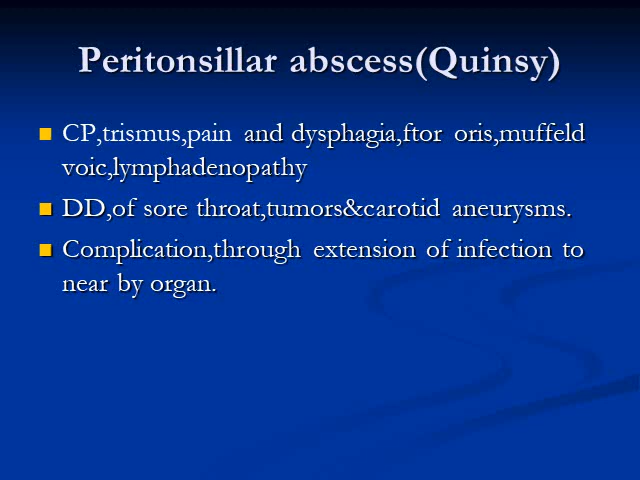 Peritonsillar abscess(Quinsy)
CP,trismus,pain and dysphagia,ftor oris,muffeld
voic,lymphadenopathy
DD,of sore throat,tumors&carotid aneurysms.
Complication,through extension of infection to
near by organ.